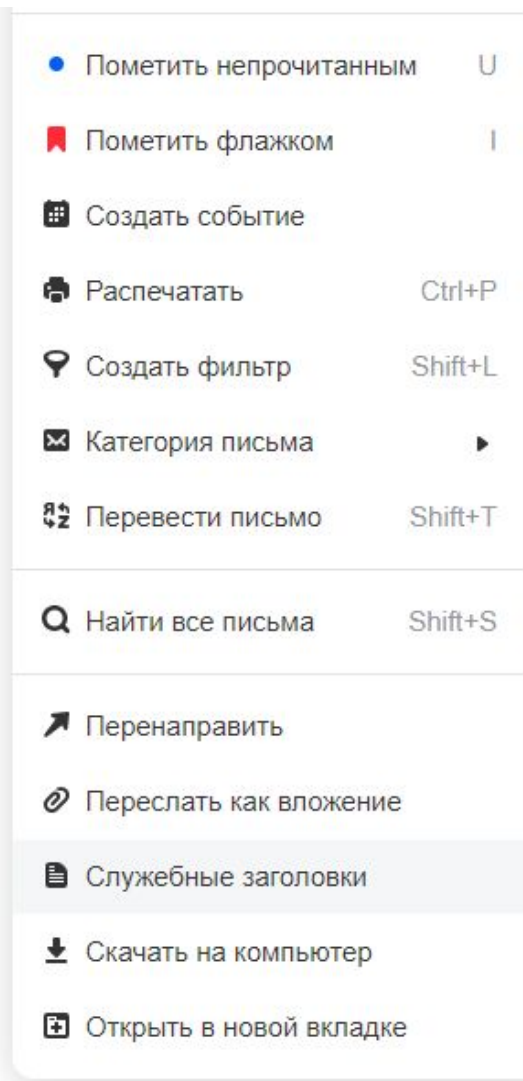 Пометить непрочитанным U
Пометить флажком I
Создать событие
Распечатать Ctrl+P
Создать фильтр Shift+L
Категория письма
Перевести письмо Shift+T
Найти все письма Shift+S
Перенаправить
Переслать как вложение
Служебные заголовки
Скачать на компьютер
Открыть в новой вкладке